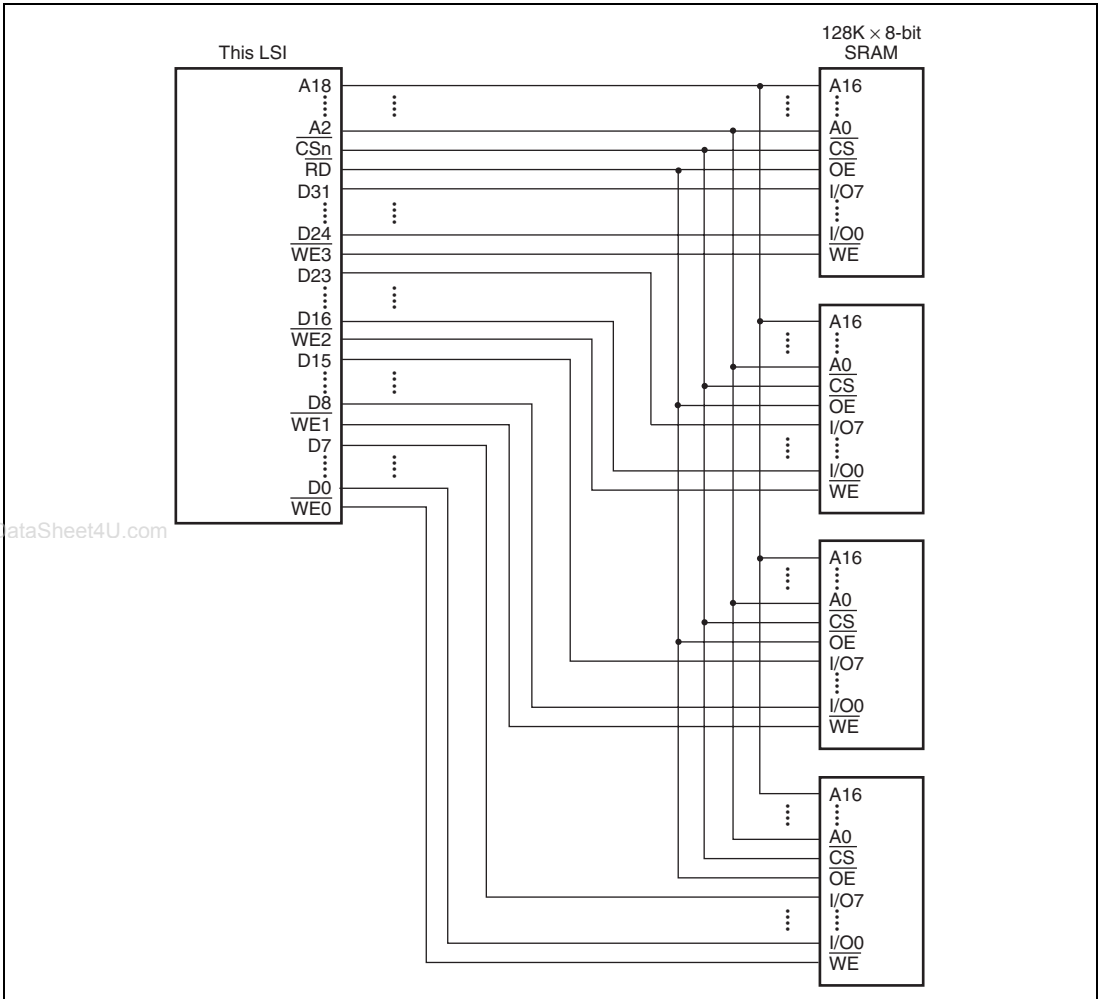 This LSI
A18
A2
CSn
RD
D31
D24
WE3
D23
D16
WE2
D15
D8
WE1
D7
D0
WE0
128K × 8-bit
SRAM
A16
A0
CS
OE
I/O7
I/O0
WE
A16
A0
CS
OE
I/O7
I/O0
WE
A16
A0
CS
OE
I/O7
I/O0
WE
A16
A0
CS
OE
I/O7
I/O0
WE
ataSheet4U.com